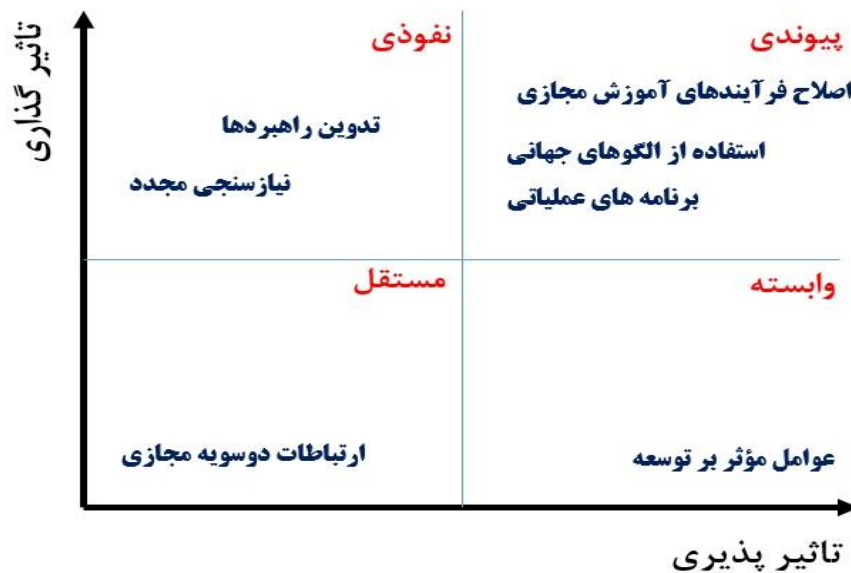 تاثیر گذاری
پیوندی
نفوذی
اصلاح فرآیندهای آموزش مجازی
استفاده از الگوهای جهانی
برنامه های عملیاتی
تدوین راهبردها
نیازسنجی مجدد
وابسته
مستقل
عوامل مؤثر بر توسعه
ارتباطات دوسویه مجازی
تاثیر پذیری